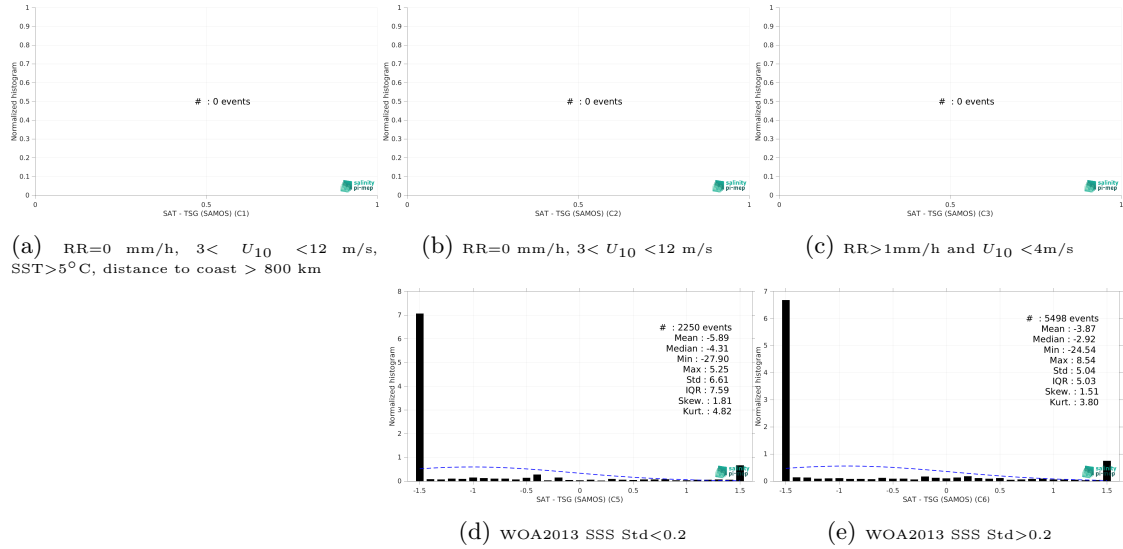 Normalized histogram
1
0.9
0.8
0.7
0.6
0.5
0.4
0.3
0.2
0.1
0
# : 0 events
salinity
pi-mep
0 0.5 1
SAT - TSG (SAMOS) (C1)
Normalized histogram
1
0.9
0.8
0.7
0.6
0.5
0.4
0.3
0.2
0.1
0
# : 0 events
salinity
pi-mep
0 0.5 1
SAT - TSG (SAMOS) (C2)
Normalized histogram
1
0.9
0.8
0.7
0.6
0.5
0.4
0.3
0.2
0.1
0
# : 0 events
salinity
pi-mep
0 0.5 1
SAT - TSG (SAMOS) (C3)
(a) RR=0 mm/h, 3< U10 <12 m/s,
SST>5°C, distance to coast > 800 km
(b) RR=0 mm/h, 3< U10 <12 m/s
(c) RR>1mm/h and U10 <4m/s
Normalized histogram
8
7
6
5
4
3
2
1
0
# : 2250 events
Mean : -5.89
Median : -4.31
Min : -27.90
Max : 5.25
Std : 6.61
IQR : 7.59
Skew. : 1.81
Kurt. : 4.82
salinity
pi-mep
-1.5 -1 -0.5 0 0.5 1 1.5
SAT - TSG (SAMOS) (C5)
Normalized histogram
7
6
5
4
3
2
1
0
# : 5498 events
Mean : -3.87
Median : -2.92
Min : -24.54
Max : 8.54
Std : 5.04
IQR : 5.03
Skew. : 1.51
Kurt. : 3.80
salinity
pi-mep
-1.5 -1 -0.5 0 0.5 1 1.5
SAT - TSG (SAMOS) (C6)
(d) WOA2013 SSS Std<0.2
(e) WOA2013 SSS Std>0.2